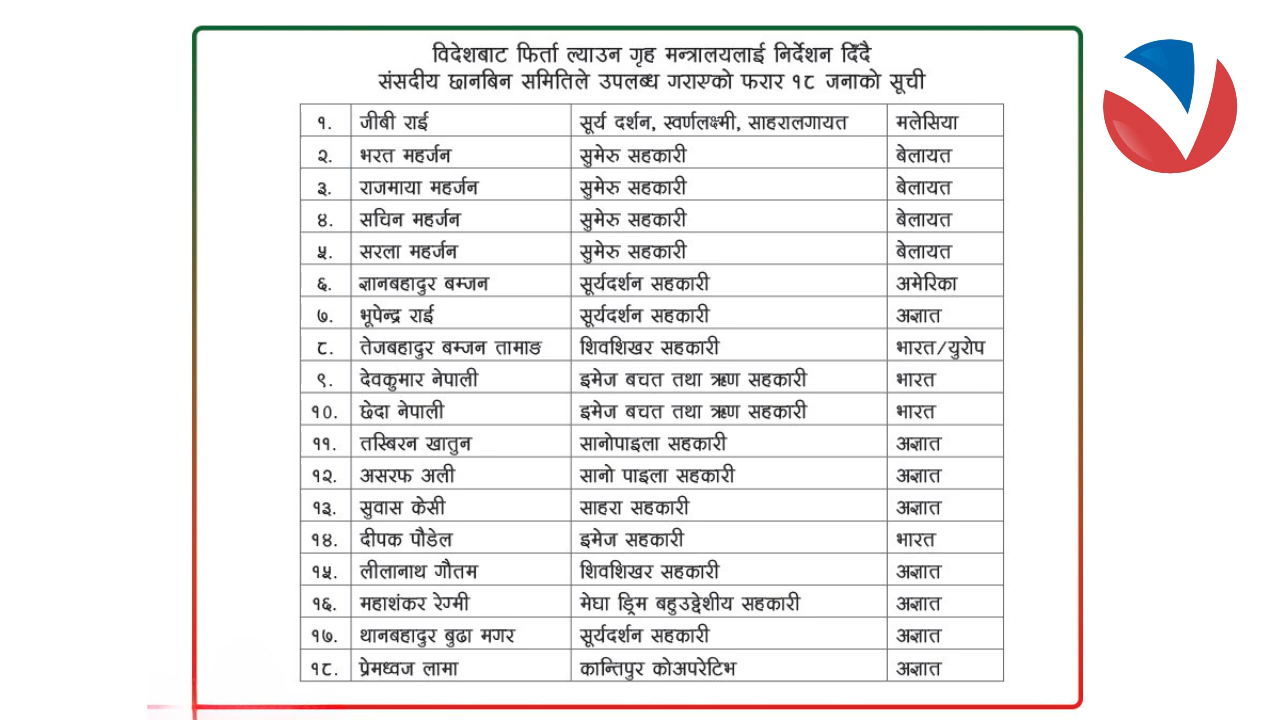 विदेशबाट फिर्ता ल्याउन गृह मन्त्रालयलाई निर्देशन दिँदै
संसदीय छानबिन समितिले उपलब्ध गराएको फरार १८ जनाको सूची
१. जीबी राई सूर्य दर्शन, स्वर्णलक्ष्मी, साहरालगायत मलेसिया
२. भरत महर्जन सुमेरु सहकारी बेलायत
३. राजमाया महर्जन सुमेरु सहकारी बेलायत
४. सचिन महर्जन सुमेरु सहकारी बेलायत
५. सरला महर्जन सुमेरु सहकारी बेलायत
६. ज्ञानबहादुर बम्जन सूर्यदर्शन सहकारी अमेरिका
७. भूपेन्द्र राई सूर्यदर्शन सहकारी अज्ञात
८. तेजबहादुर बम्जन तामाङ शिवशिखर सहकारी भारत/युरोप
९. देवकुमार नेपाली इमेज बचत तथा ऋण सहकारी भारत
१०. छेदा नेपाली इमेज बचत तथा ऋण सहकारी भारत
११. तस्बिरन खातुन सानोपाइला सहकारी अज्ञात
१२. असरफ अली सानो पाइला सहकारी अज्ञात
१३. सुवास केसी साहरा सहकारी अज्ञात
१४. दीपक पौडेल इमेज सहकारी भारत
१५. लीलानाथ गौतम शिवशिखर सहकारी अज्ञात
१६. महाशंकर रेग्मी मेघा ड्रिम बहुउद्देशीय सहकारी अज्ञात
१७. थानबहादुर बुढा मगर सूर्यदर्शन सहकारी अज्ञात
१८. प्रेमध्वज लामा कान्तिपुर कोअपरेटिभ अज्ञात